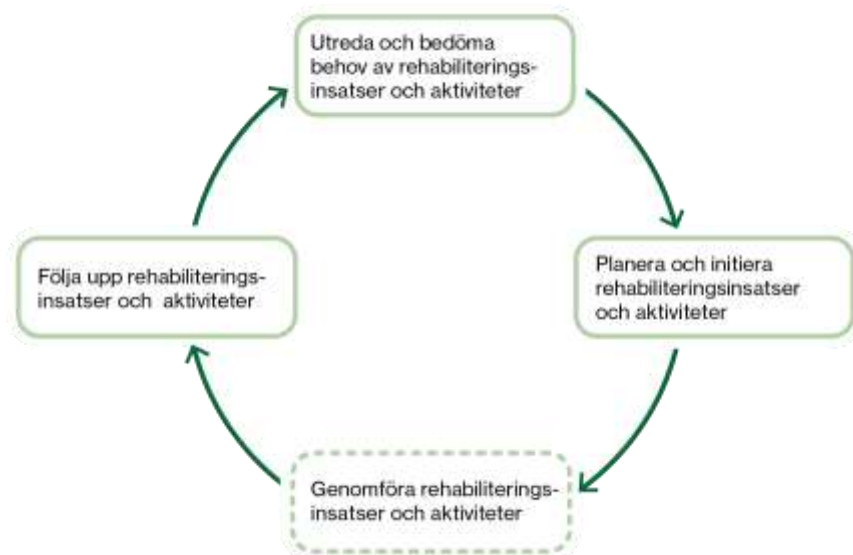 Utreda och bedöma
behov av rehabiliterings-
insatser och aktiviteter
Planera och initiera
rehabiliteringsinsatser
och aktiviteter
Genomföra rehabiliterings-
insatser och aktiviteter
Följa upp rehabiliterings-
insatser och  aktiviteter